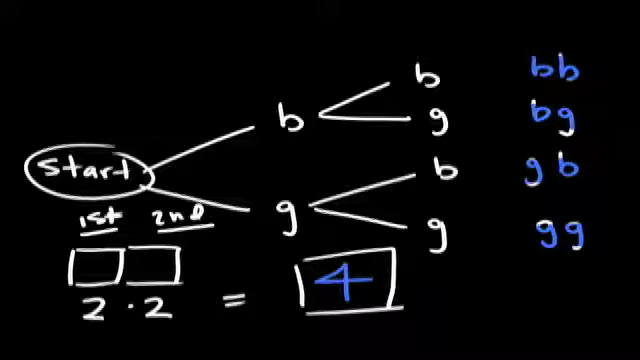 b bb
b g bg
start b gb
1st 2nd g g gg
2 · 2 = 4